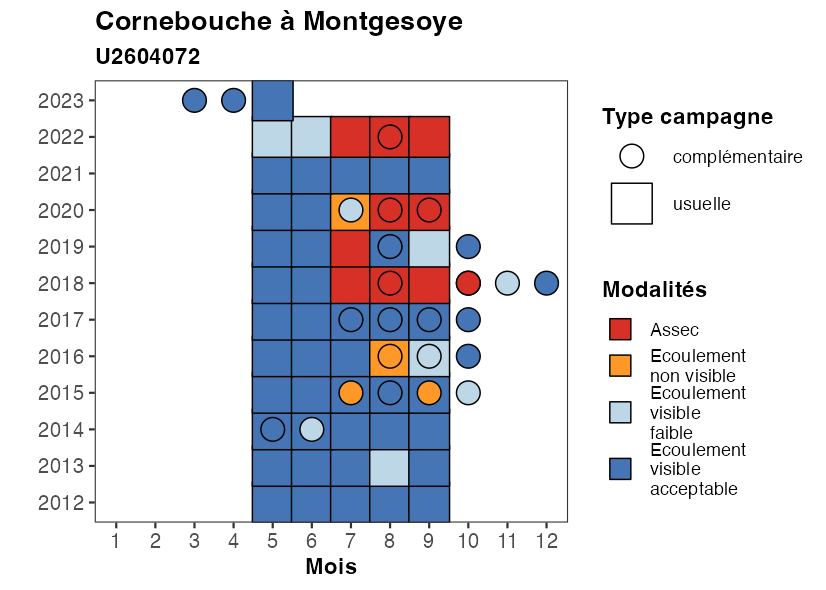 Cornebouche à Montgesoye
U2604072
2023
2022
2021
2020
2019
2018
2017
2016
2015
2014
2013
2012
1 2 3 4 5 6 7 8 9 10 11 12
Mois
Type campagne
complémentaire
usuelle
Modalités
Assec
Ecoulement
non visible
Ecoulement
visible
faible
Ecoulement
visible
acceptable